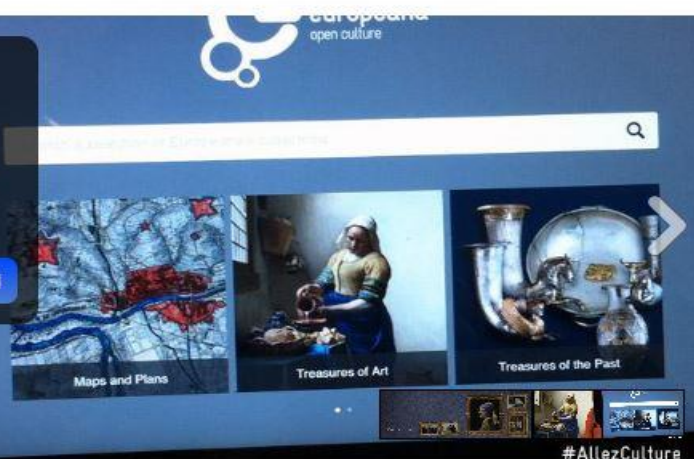 europeana
open culture
Maps and Plans
Treasures of Art
Treasures of the Past
#AllezCulture